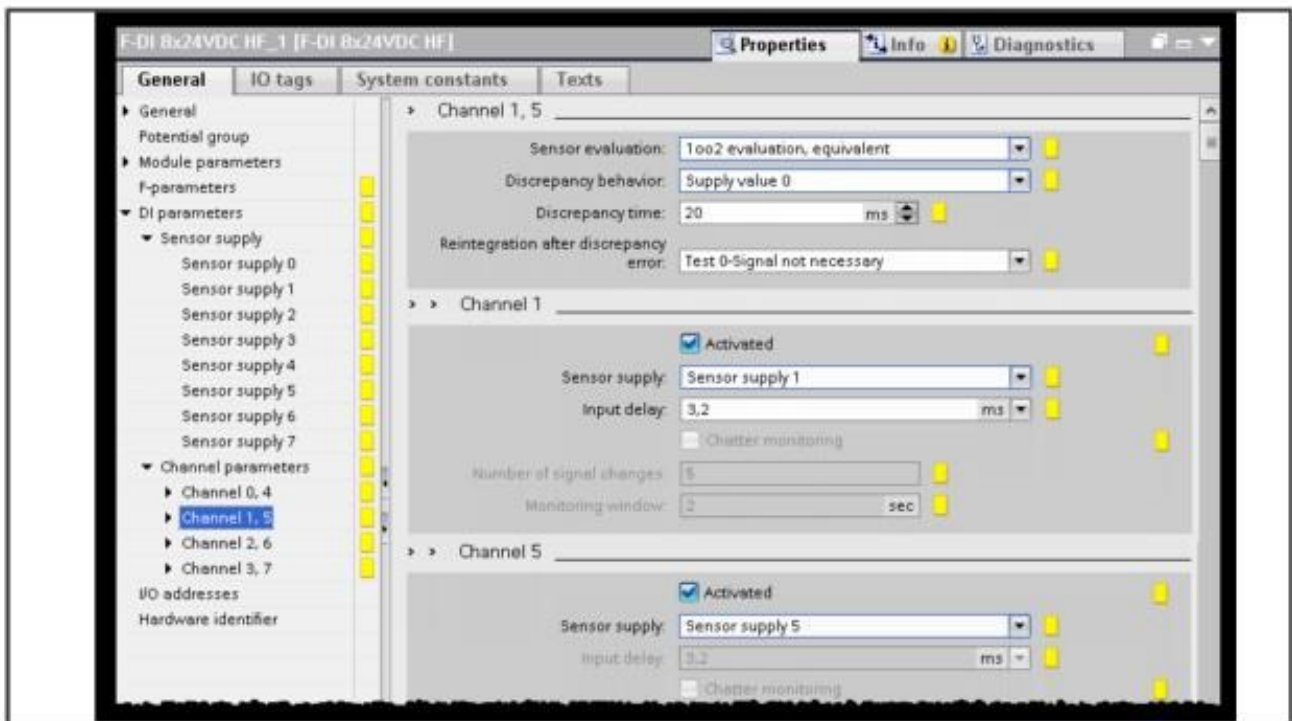 F-DI 8x24VDC HF_1 [F-DI 8x24VDC HF]
Properties
Info
Diagnostics
General
IO tags
System constants
Texts
General
Potential group
Module parameters
F-parameters
DI parameters
Sensor supply
Sensor supply 0
Sensor supply 1
Sensor supply 2
Sensor supply 3
Sensor supply 4
Sensor supply 5
Sensor supply 6
Sensor supply 7
Channel parameters
Channel 0, 4
Channel 1, 5
Channel 2, 6
Channel 3, 7
I/O addresses
Hardware identifier
Channel 1, 5
Sensor evaluation: 1oo2 evaluation, equivalent
Discrepancy behavior: Supply value 0
Discrepancy time: 20 ms
Reintegration after discrepancy
error: Test 0-Signal not necessary
Channel 1
Activated
Sensor supply: Sensor supply 1
Input delay: 3,2 ms
Chatter monitoring
Number of signal changes: 5
Monitoring window: 2 sec
Channel 5
Activated
Sensor supply: Sensor supply 5
Input delay: 3,2 ms
Chatter monitoring